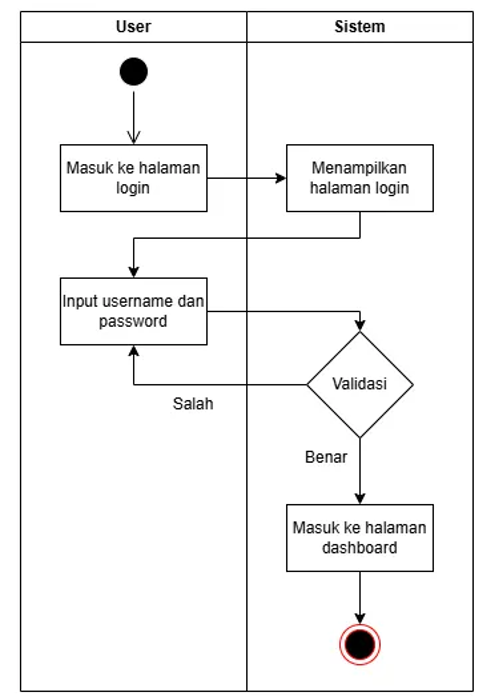 User
Sistem
Masuk ke halaman
login
Menampilkan
halaman login
Input username dan
password
Validasi
Salah
Benar
Masuk ke halaman
dashboard